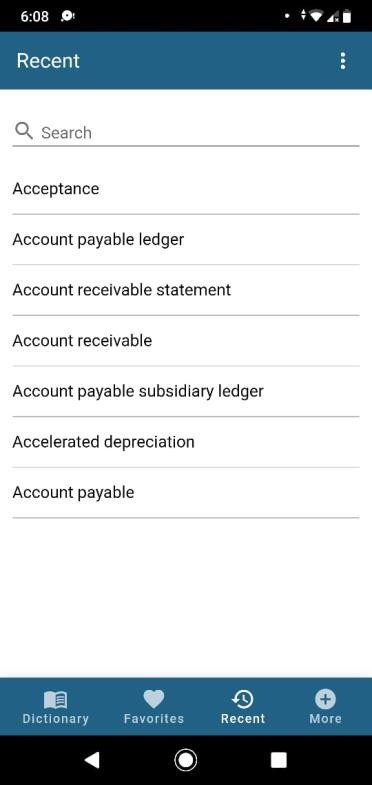 6:08
Recent
Search
Acceptance
Account payable ledger
Account receivable statement
Account receivable
Account payable subsidiary ledger
Accelerated depreciation
Account payable
Dictionary
Favorites
Recent
More